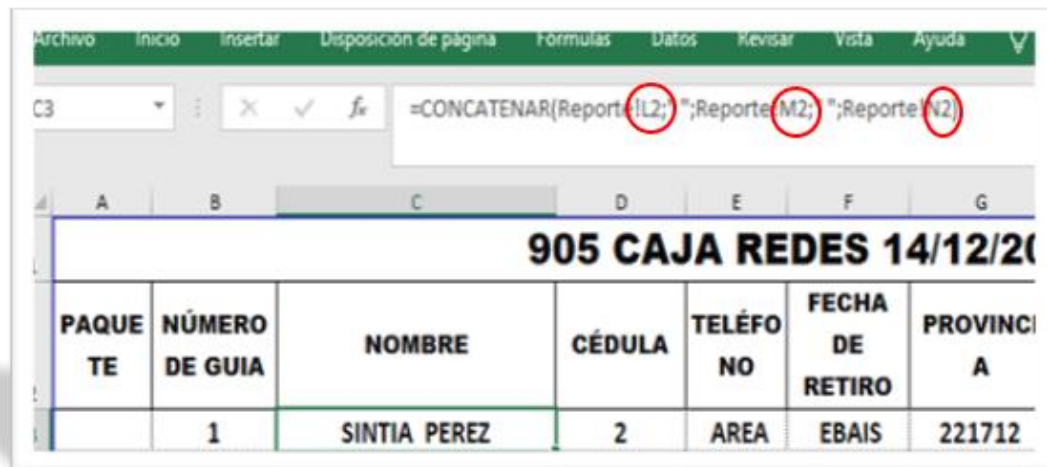 Archivo Inicio Insertar Disposición de página Fórmulas Datos Revisar Vista Ayuda
C3 fx =CONCATENAR(Reporte!L2;" ";Reporte!M2;" ";Reporte!N2)
A B C D E F G
905 CAJA REDES 14/12/20
PAQUE NÚMERO NOMBRE CÉDULA TELÉFO FECHA PROVINCI
TE DE GUIA NO DE A
RETIRO
1 SINTIA PEREZ 2 AREA EBAIS 221712